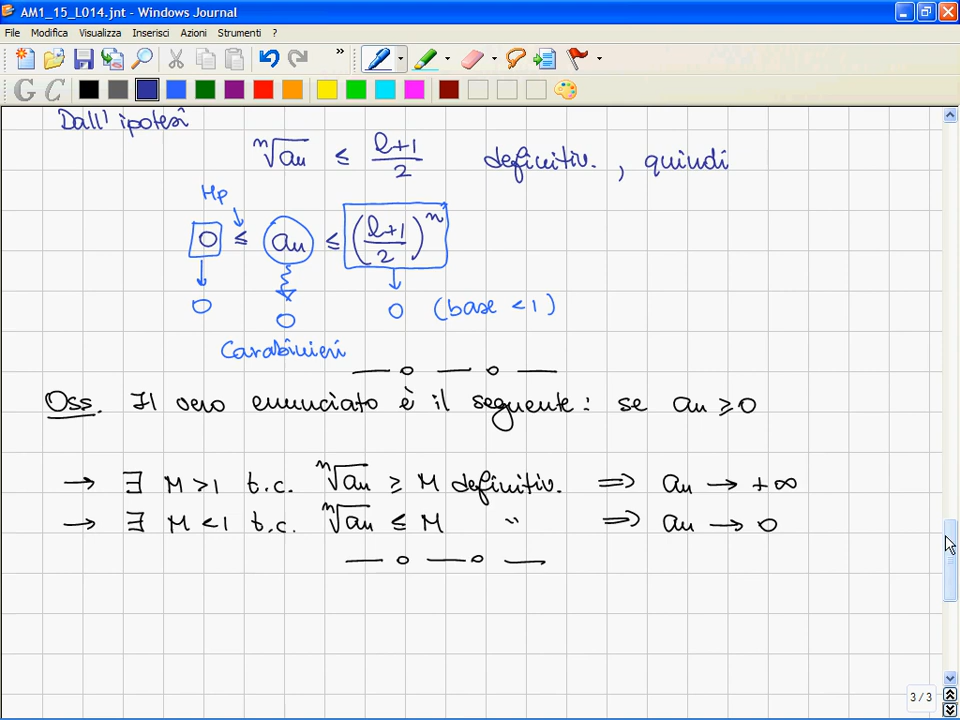 AM1_15_L014.jnt - Windows Journal
File Modifica Visualizza Inserisci Azioni Strumenti ?
Dall'ipotesi
ⁿ√an ≤ (l+1)/2 definitiv., quindi
Hp
0 ≤ an ≤ ((l+1)/2)ⁿ
0 0 0 (base < 1)
Carabinieri
Oss. Il vero enunciato è il seguente: se an ≥ 0
→ ∃ M > 1 t.c. ⁿ√an ≥ M definitiv. ⇒ an → +∞
→ ∃ M < 1 t.c. ⁿ√an ≤ M " ⇒ an → 0
3 / 3